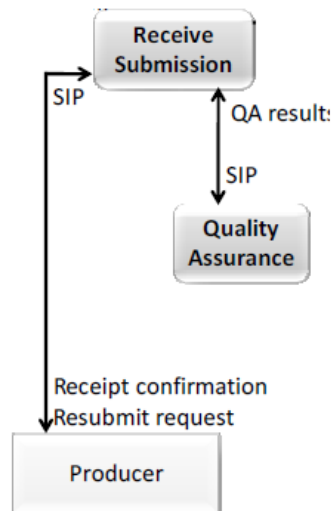 Receive
Submission
SIP
QA results
SIP
Quality
Assurance
Receipt confirmation
Resubmit request
Producer